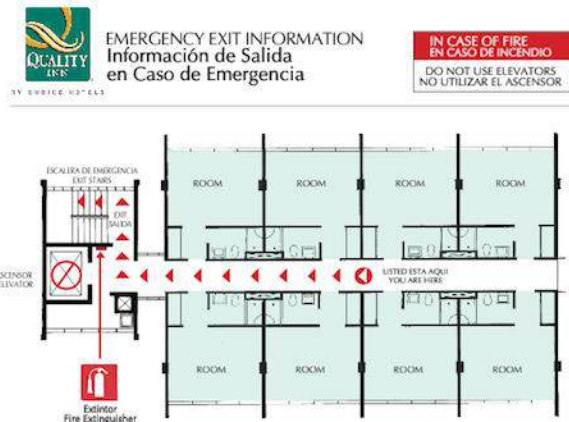 QUALITY
INN
BY CHOICE HOTELS
EMERGENCY EXIT INFORMATION
Información de Salida
en Caso de Emergencia
IN CASE OF FIRE
EN CASO DE INCENDIO
DO NOT USE ELEVATORS
NO UTILIZAR EL ASCENSOR
ESCALERA DE EMERGENCIA
EXIT STAIRS
EXIT
SALIDA
ROOM
ROOM
ROOM
ROOM
ASCENSOR
ELEVATOR
USTED ESTA AQUI
YOU ARE HERE
ROOM
ROOM
ROOM
ROOM
Extintor
Fire Extinguisher